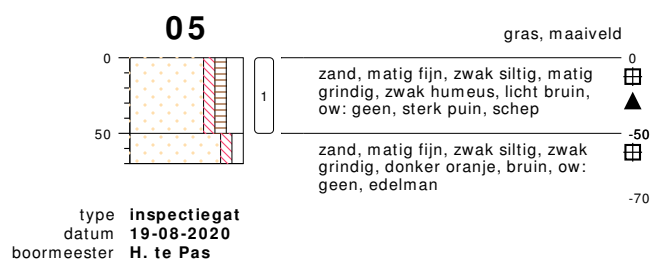 05
gras, maaiveld
0
0
zand, matig fijn, zwak siltig, matig
grindig, zwak humeus, licht bruin,
ow: geen, sterk puin, schep
1
50
-50
zand, matig fijn, zwak siltig, zwak
grindig, donker oranje, bruin, ow:
geen, edelman
-70
type inspectiegat
datum 19-08-2020
boormeester H. te Pas